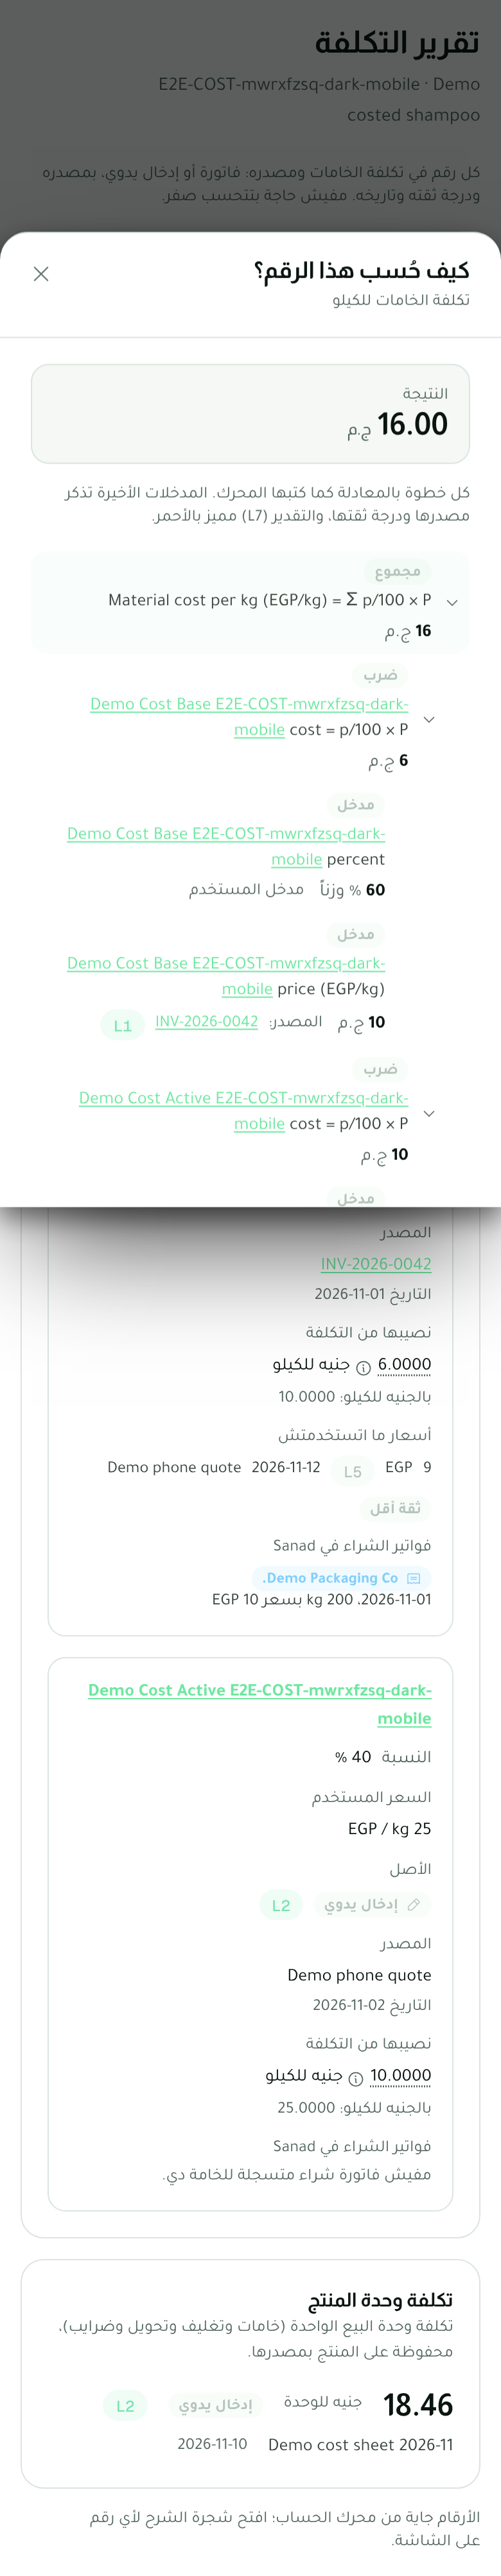 تقرير التكلفة
E2E-COST-mwrxfzsq-dark-mobile · Demo
costed shampoo
كل رقم في تكلفة الخامات ومصدره: فاتورة أو إدخال يدوي، بمصدره
ودرجة ثقته وتاريخه. مفيش حاجة بتتحسب صفر.
كيف حُسب هذا الرقم؟
تكلفة الخامات للكيلو
النتيجة
16.00 ج.م
كل خطوة بالمعادلة كما كتبها المحرك. المدخلات الأخيرة تذكر
مصدرها ودرجة ثقتها، والتقدير (L7) مميز بالأحمر.
مجموع
Material cost per kg (EGP/kg) = Σ p/100 × P
16 ج.م
ضرب
Demo Cost Base E2E-COST-mwrxfzsq-dark-
mobile cost = p/100 × P
6 ج.م
مدخل
Demo Cost Base E2E-COST-mwrxfzsq-dark-
mobile percent
60 % وزناً مدخل المستخدم
مدخل
Demo Cost Base E2E-COST-mwrxfzsq-dark-
mobile price (EGP/kg)
10 ج.م المصدر: INV-2026-0042 L1
ضرب
Demo Cost Active E2E-COST-mwrxfzsq-dark-
mobile cost = p/100 × P
10 ج.م
مدخل
المصدر
INV-2026-0042
التاريخ 2026-11-01
نصيبها من التكلفة
6.0000 جنيه للكيلو
بالجنيه للكيلو: 10.0000
أسعار ما اتستخدمتش
9 EGP L5 2026-11-12 Demo phone quote
ثقة أقل
فواتير الشراء في Sanad
Demo Packaging Co.
2026-11-01، 200 kg بسعر 10 EGP
Demo Cost Active E2E-COST-mwrxfzsq-dark-
mobile
النسبة 40 %
السعر المستخدم
25 EGP / kg
الأصل
إدخال يدوي L2
المصدر
Demo phone quote
التاريخ 2026-11-02
نصيبها من التكلفة
10.0000 جنيه للكيلو
بالجنيه للكيلو: 25.0000
فواتير الشراء في Sanad
مفيش فاتورة شراء متسجلة للخامة دي.
تكلفة وحدة المنتج
تكلفة وحدة البيع الواحدة (خامات وتغليف وتحويل وضرايب)،
محفوظة على المنتج بمصدرها.
18.46 جنيه للوحدة إدخال يدوي L2
Demo cost sheet 2026-11 2026-11-10
الأرقام جاية من محرك الحساب؛ افتح شجرة الشرح لأي رقم
على الشاشة.